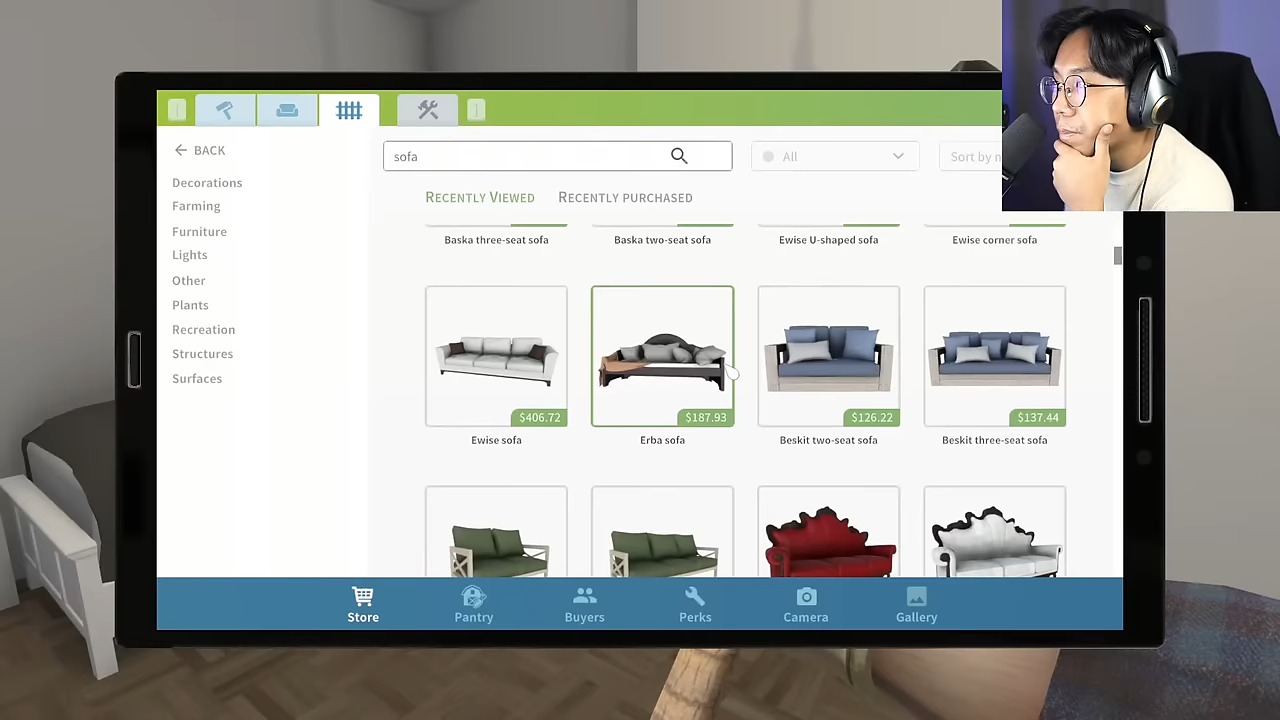 sofa
All
Sort by n
BACK
RECENTLY VIEWED
RECENTLY PURCHASED
Decorations
Farming
Furniture
Lights
Other
Plants
Recreation
Structures
Surfaces
Baska three-seat sofa
Baska two-seat sofa
Ewise U-shaped sofa
Ewise corner sofa
$406.72
$187.93
$126.22
$137.44
Ewise sofa
Erba sofa
Beskit two-seat sofa
Beskit three-seat sofa
Store
Pantry
Buyers
Perks
Camera
Gallery